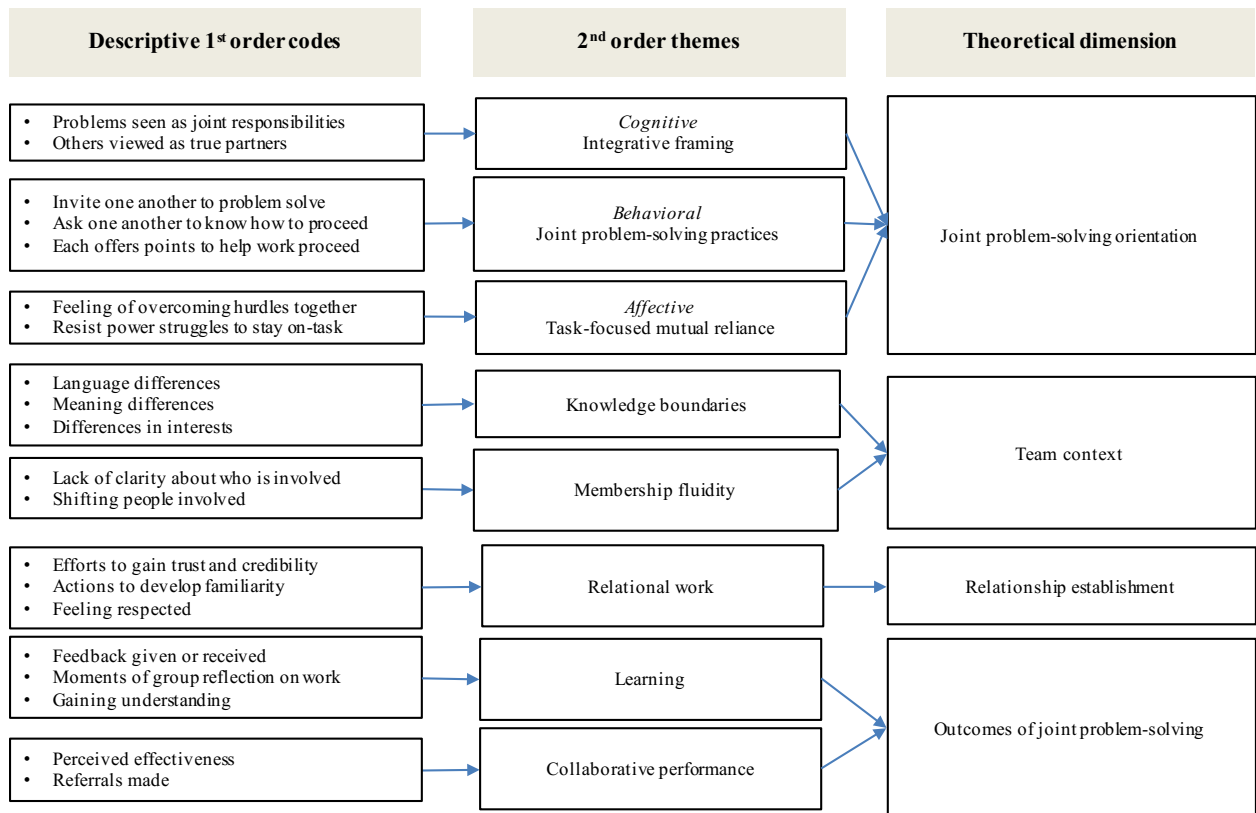 Descriptive 1st order codes
2nd order themes
Theoretical dimension
• Problems seen as joint responsibilities
• Others viewed as true partners
Cognitive
Integrative framing
• Invite one another to problem solve
• Ask one another to know how to proceed
• Each offers points to help work proceed
Behavioral
Joint problem-solving practices
• Feeling of overcoming hurdles together
• Resist power struggles to stay on-task
Affective
Task-focused mutual reliance
Joint problem-solving orientation
• Language differences
• Meaning differences
• Differences in interests
Knowledge boundaries
• Lack of clarity about who is involved
• Shifting people involved
Membership fluidity
Team context
• Efforts to gain trust and credibility
• Actions to develop familiarity
• Feeling respected
Relational work
Relationship establishment
• Feedback given or received
• Moments of group reflection on work
• Gaining understanding
Learning
• Perceived effectiveness
• Referrals made
Collaborative performance
Outcomes of joint problem-solving